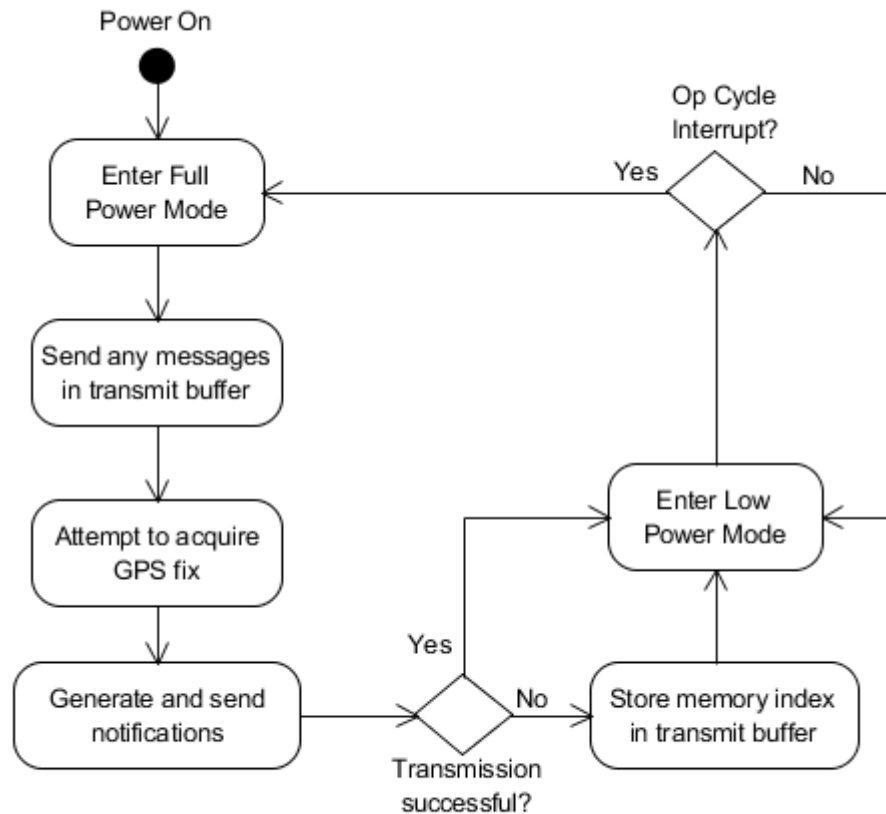 Power On
Enter Full
Power Mode
Send any messages
in transmit buffer
Attempt to acquire
GPS fix
Generate and send
notifications
Transmission
successful?
Yes
No
Store memory index
in transmit buffer
Enter Low
Power Mode
Op Cycle
Interrupt?
Yes
No